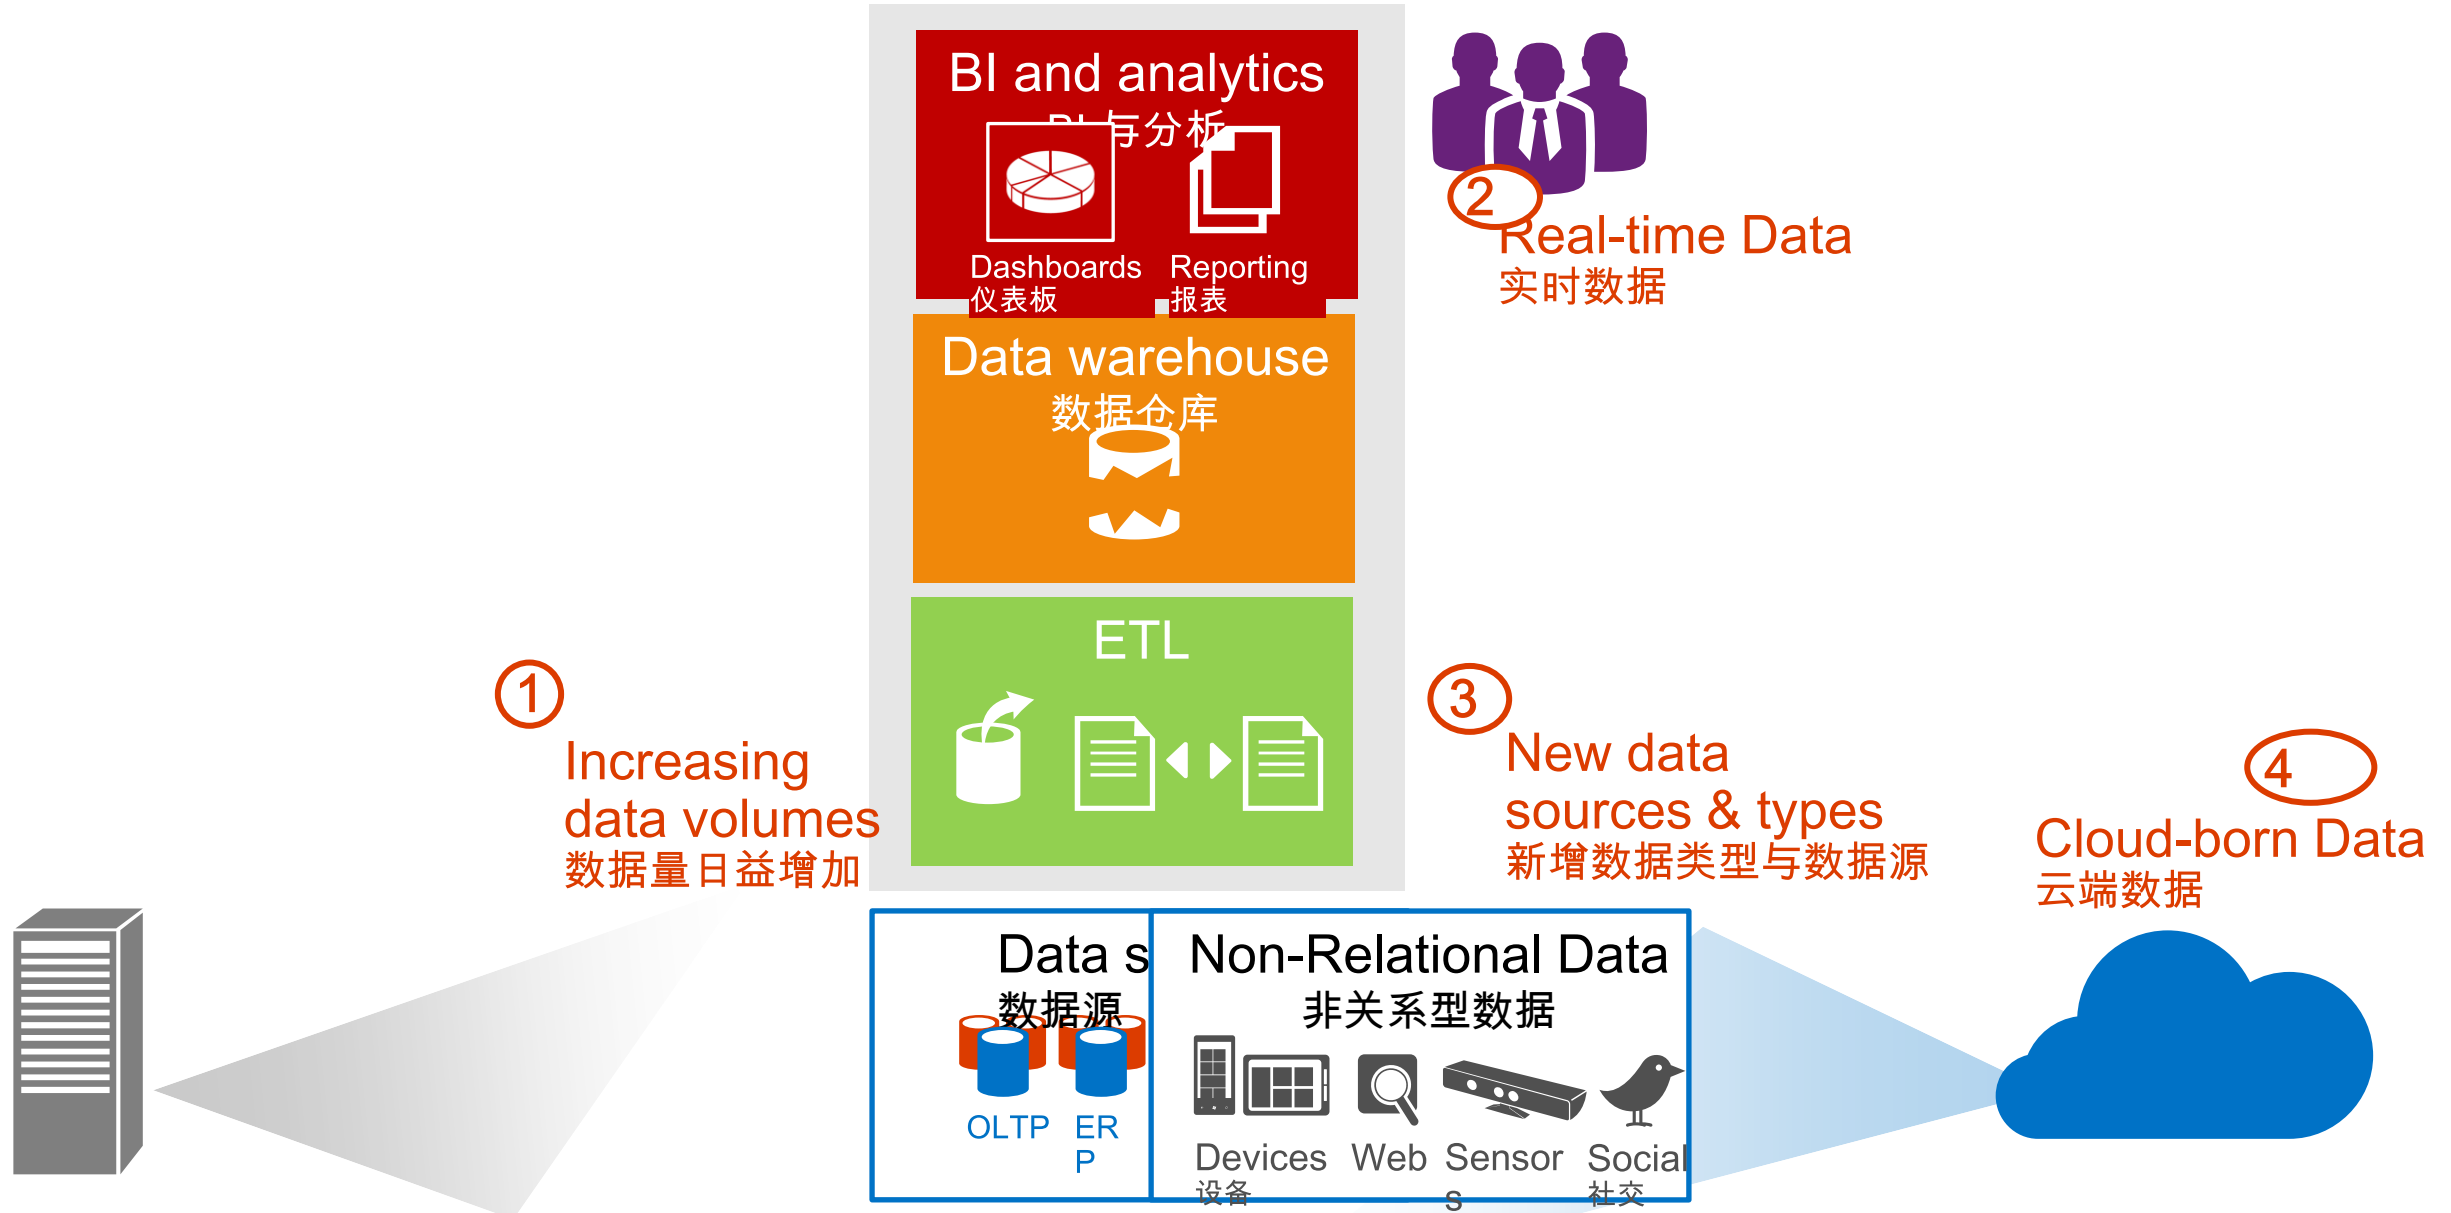 BI and analytics
BI 与分析
Dashboards
仪表板
Reporting
报表
2
Real-time Data
实时数据
Data warehouse
数据仓库
ETL
1
Increasing
data volumes
数据量日益增加
3
New data
sources & types
新增数据类型与数据源
4
Cloud-born Data
云端数据
Data s
数据源
OLTP
ER
P
Non-Relational Data
非关系型数据
Devices
设备
Web
Sensor
s
Social
社交